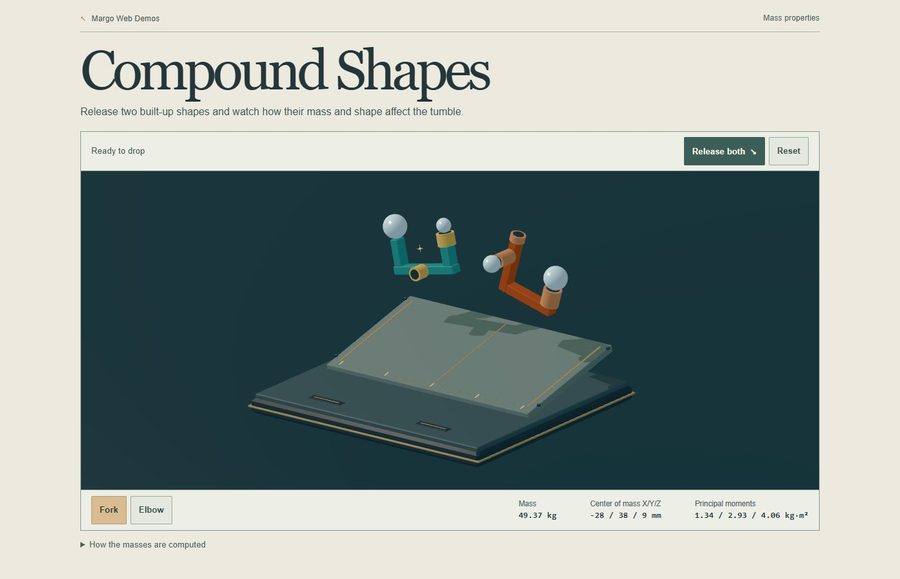 Margo Web Demos
Mass properties
Compound Shapes
Release two built-up shapes and watch how their mass and shape affect the tumble.
Ready to drop
Release both ↘
Reset
Fork
Elbow
Mass
49.37 kg
Center of mass X/Y/Z
-28 / 38 / 9 mm
Principal moments
1.34 / 2.93 / 4.06 kg·m²
How the masses are computed